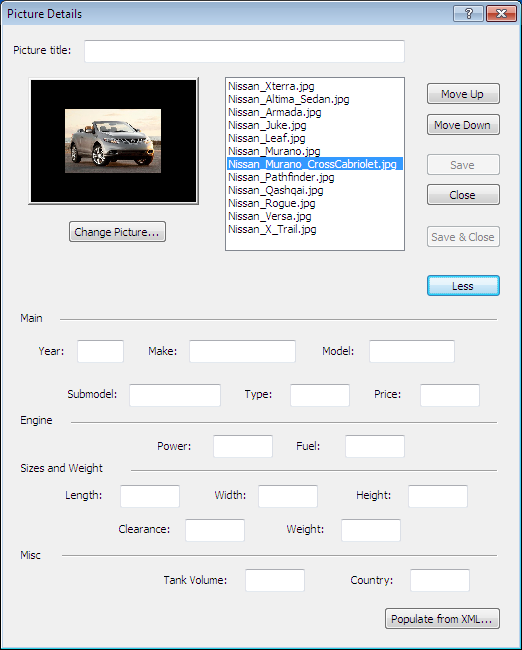 Picture Details
Picture title:
Nissan_Xterra.jpg
Nissan_Altima_Sedan.jpg
Nissan_Armada.jpg
Nissan_Juke.jpg
Nissan_Leaf.jpg
Nissan_Murano.jpg
Nissan_Murano_CrossCabriolet.jpg
Nissan_Pathfinder.jpg
Nissan_Qashqai.jpg
Nissan_Rogue.jpg
Nissan_Versa.jpg
Nissan_X_Trail.jpg
Change Picture...
Move Up
Move Down
Save
Close
Save & Close
Less
Main
Year: Make: Model:
Submodel: Type: Price:
Engine
Power: Fuel:
Sizes and Weight
Length: Width: Height:
Clearance: Weight:
Misc
Tank Volume: Country:
Populate from XML...